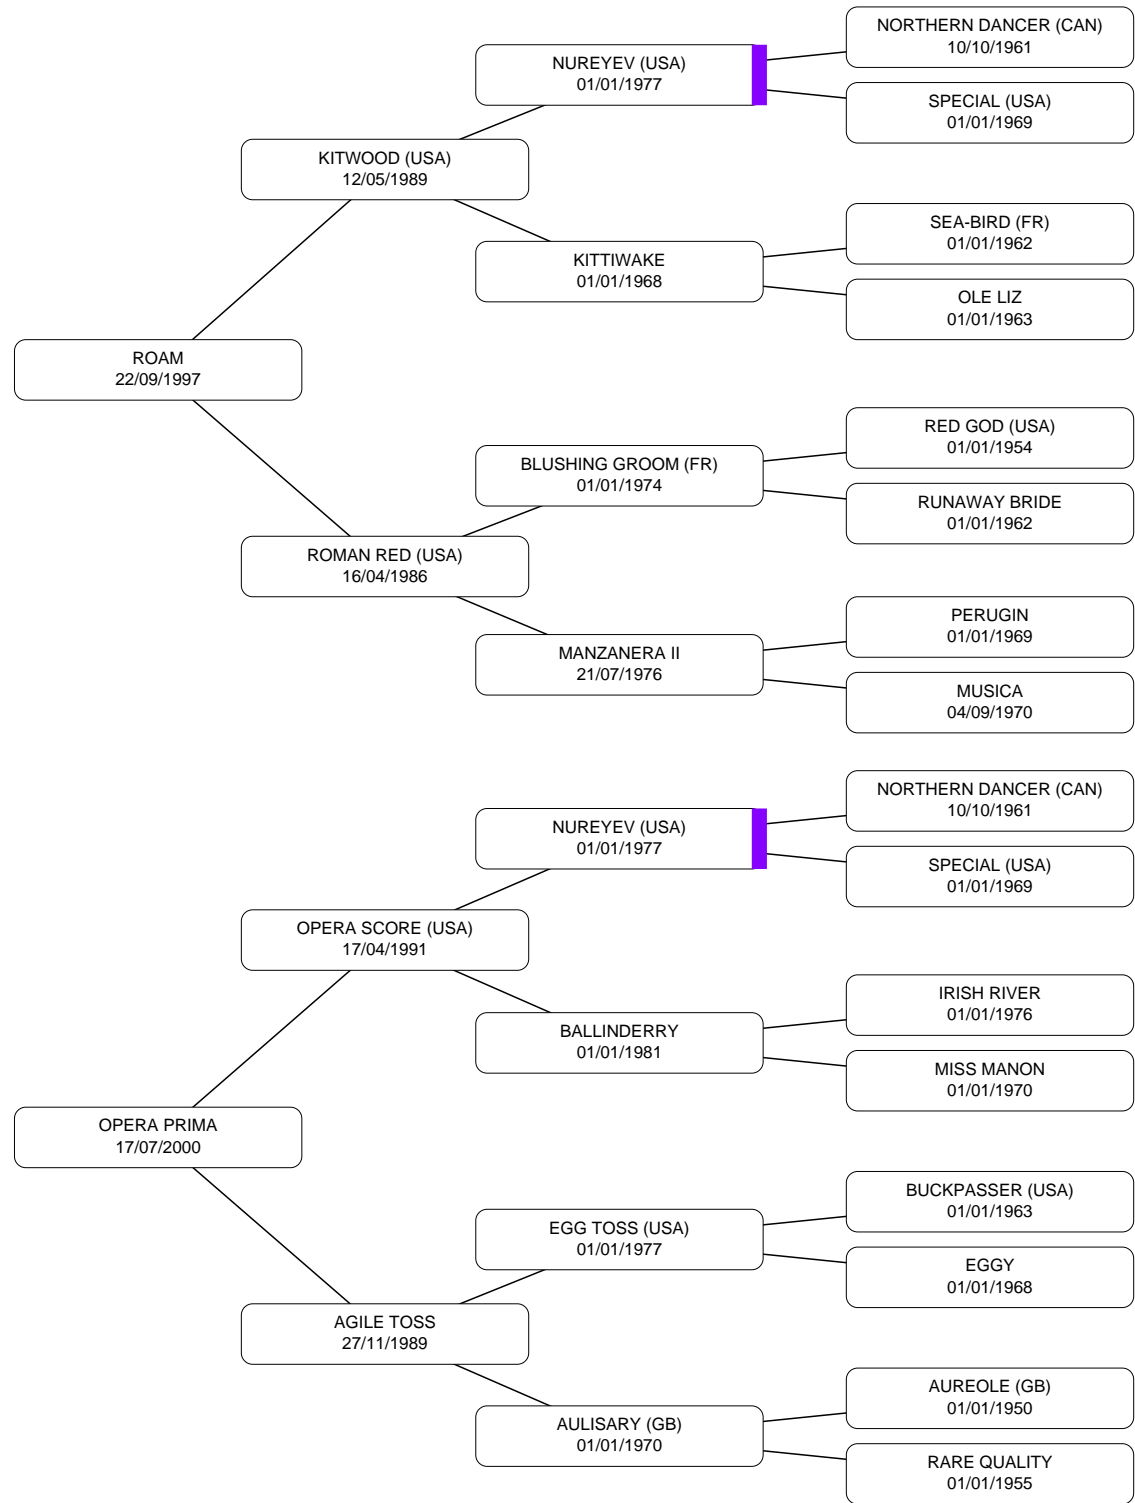 NORTHERN DANCER (CAN)
10/10/1961
NUREYEV (USA)
01/01/1977
SPECIAL (USA)
01/01/1969
KITWOOD (USA)
12/05/1989
SEA-BIRD (FR)
01/01/1962
KITTIWAKE
01/01/1968
OLE LIZ
01/01/1963
ROAM
22/09/1997
RED GOD (USA)
01/01/1954
BLUSHING GROOM (FR)
01/01/1974
RUNAWAY BRIDE
01/01/1962
ROMAN RED (USA)
16/04/1986
PERUGIN
01/01/1969
MANZANERA II
21/07/1976
MUSICA
04/09/1970
NORTHERN DANCER (CAN)
10/10/1961
NUREYEV (USA)
01/01/1977
SPECIAL (USA)
01/01/1969
OPERA SCORE (USA)
17/04/1991
IRISH RIVER
01/01/1976
BALLINDERRY
01/01/1981
MISS MANON
01/01/1970
OPERA PRIMA
17/07/2000
BUCKPASSER (USA)
01/01/1963
EGG TOSS (USA)
01/01/1977
EGGY
01/01/1968
AGILE TOSS
27/11/1989
AUREOLE (GB)
01/01/1950
AULISARY (GB)
01/01/1970
RARE QUALITY
01/01/1955